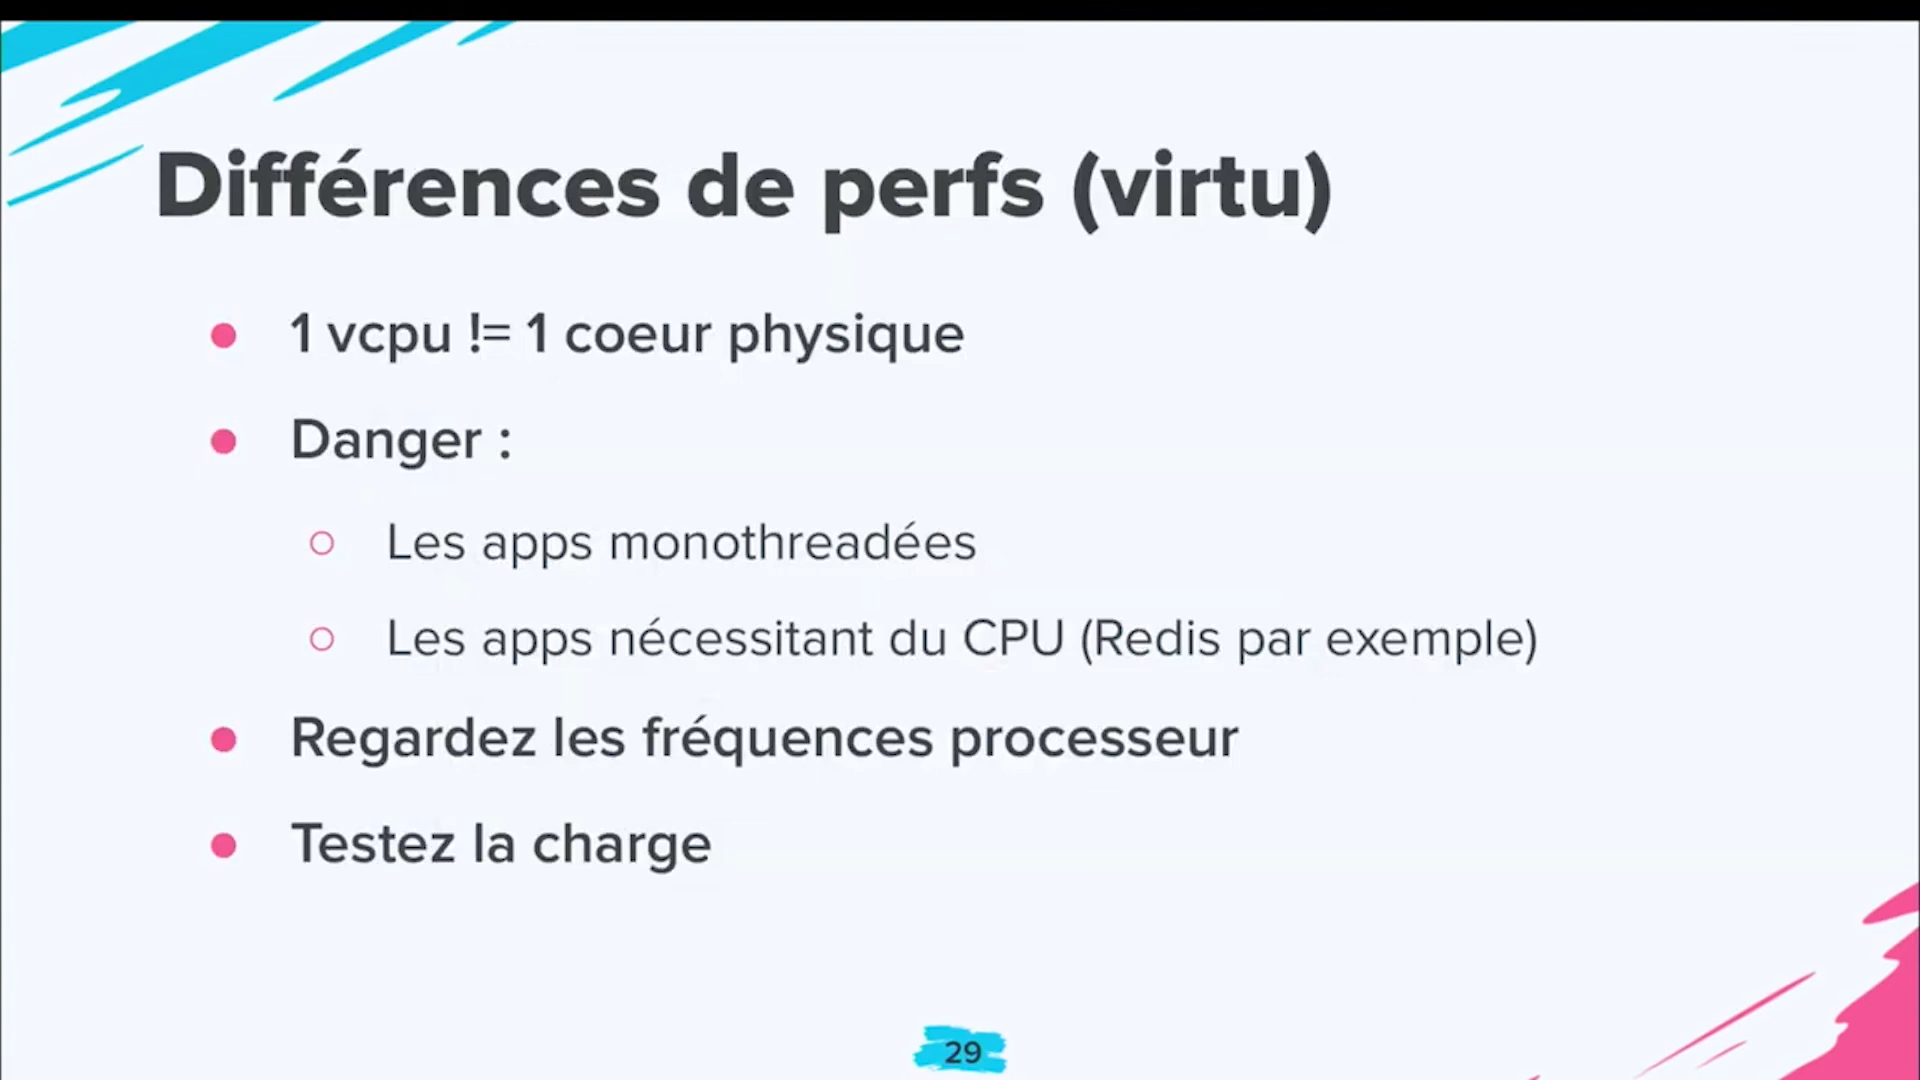 Différences de perfs (virtu)
1 vcpu != 1 coeur physique
Danger :
Les apps monothreadées
Les apps nécessitant du CPU (Redis par exemple)
Regardez les fréquences processeur
Testez la charge
29